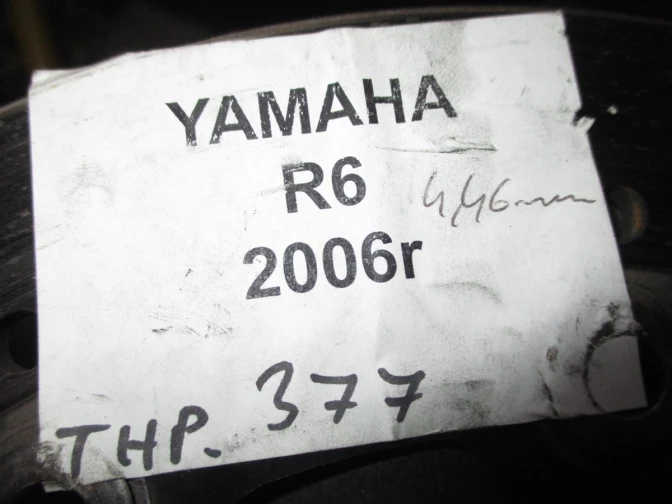 YAMAHA
R6 4,46mm
2006r
THP. 377